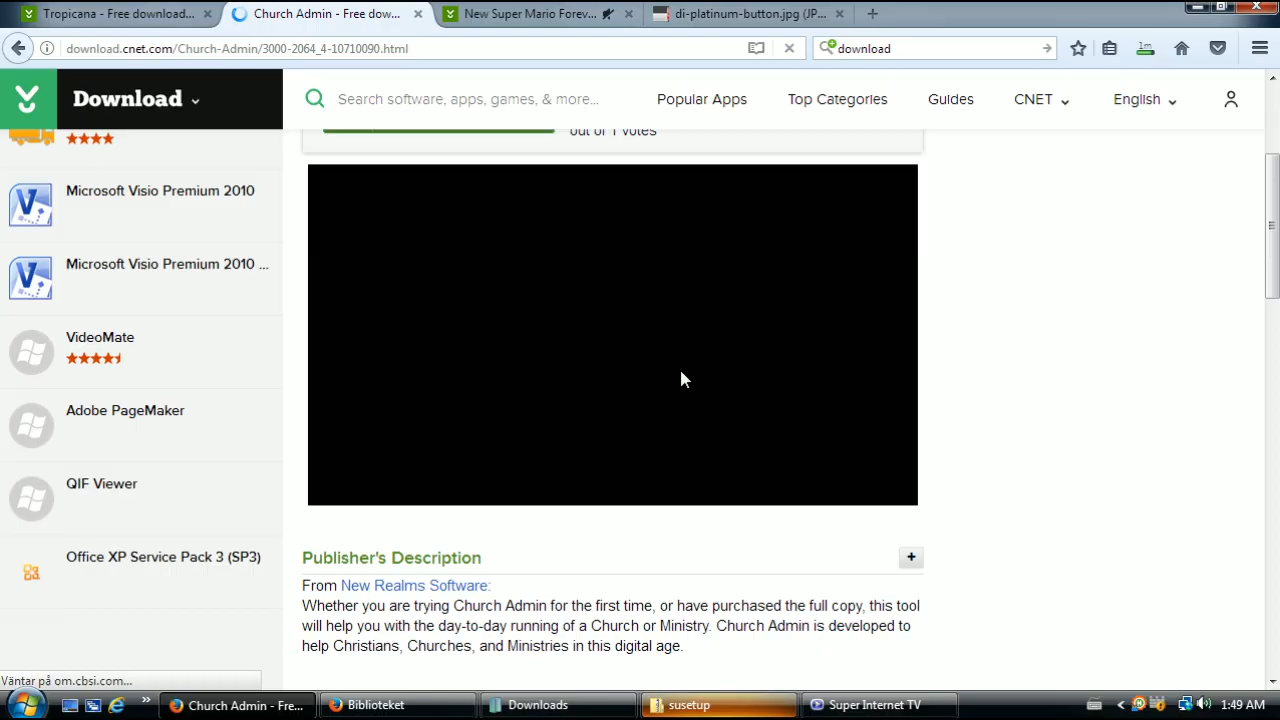 Tropicana - Free download...
Church Admin - Free dow...
New Super Mario Forev...
di-platinum-button.jpg (JP...
download.cnet.com/Church-Admin/3000-2064_4-10710090.html
download
1m
Download
Search software, apps, games, & more...
Popular Apps
Top Categories
Guides
CNET
English
out of 1 votes
Microsoft Visio Premium 2010
Microsoft Visio Premium 2010 ...
VideoMate
Adobe PageMaker
QIF Viewer
Office XP Service Pack 3 (SP3)
Publisher's Description
+
From New Realms Software:
Whether you are trying Church Admin for the first time, or have purchased the full copy, this tool
will help you with the day-to-day running of a Church or Ministry. Church Admin is developed to
help Christians, Churches, and Ministries in this digital age.
Väntar på om.cbsi.com...
Church Admin - Fre...
Biblioteket
Downloads
susetup
Super Internet TV
1:49 AM